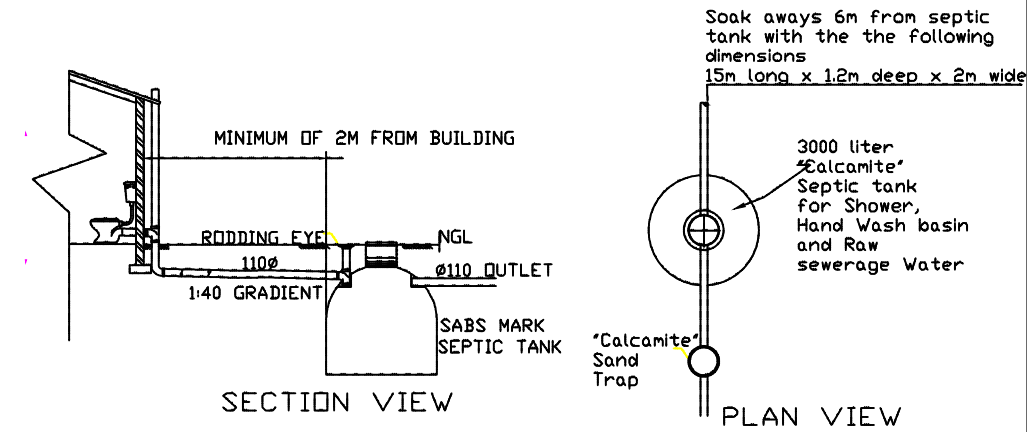 Soak aways 6m from septic
tank with the the following
dimensions
15m long x 1.2m deep x 2m wide
MINIMUM OF 2M FROM BUILDING
3000 liter
"Calcamite"
Septic tank
for Shower,
Hand Wash basin
and Raw
sewerage Water
RODDING EYE
NGL
110Ø
Ø110 OUTLET
1:40 GRADIENT
SABS MARK
SEPTIC TANK
"Calcamite"
Sand
Trap
SECTION VIEW
PLAN VIEW